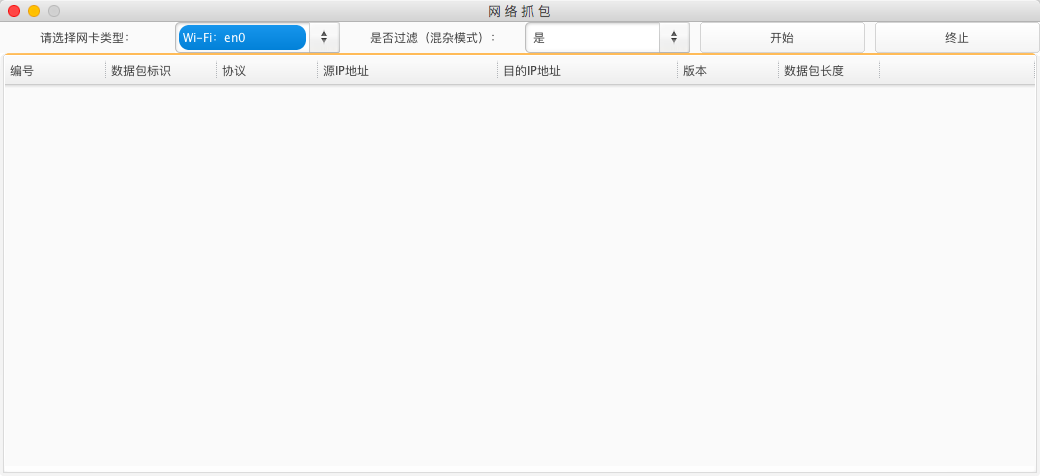 网络抓包
请选择网卡类型： Wi-Fi：en0 是否过滤（混杂模式）： 是 开始 终止
编号 数据包标识 协议 源IP地址 目的IP地址 版本 数据包长度